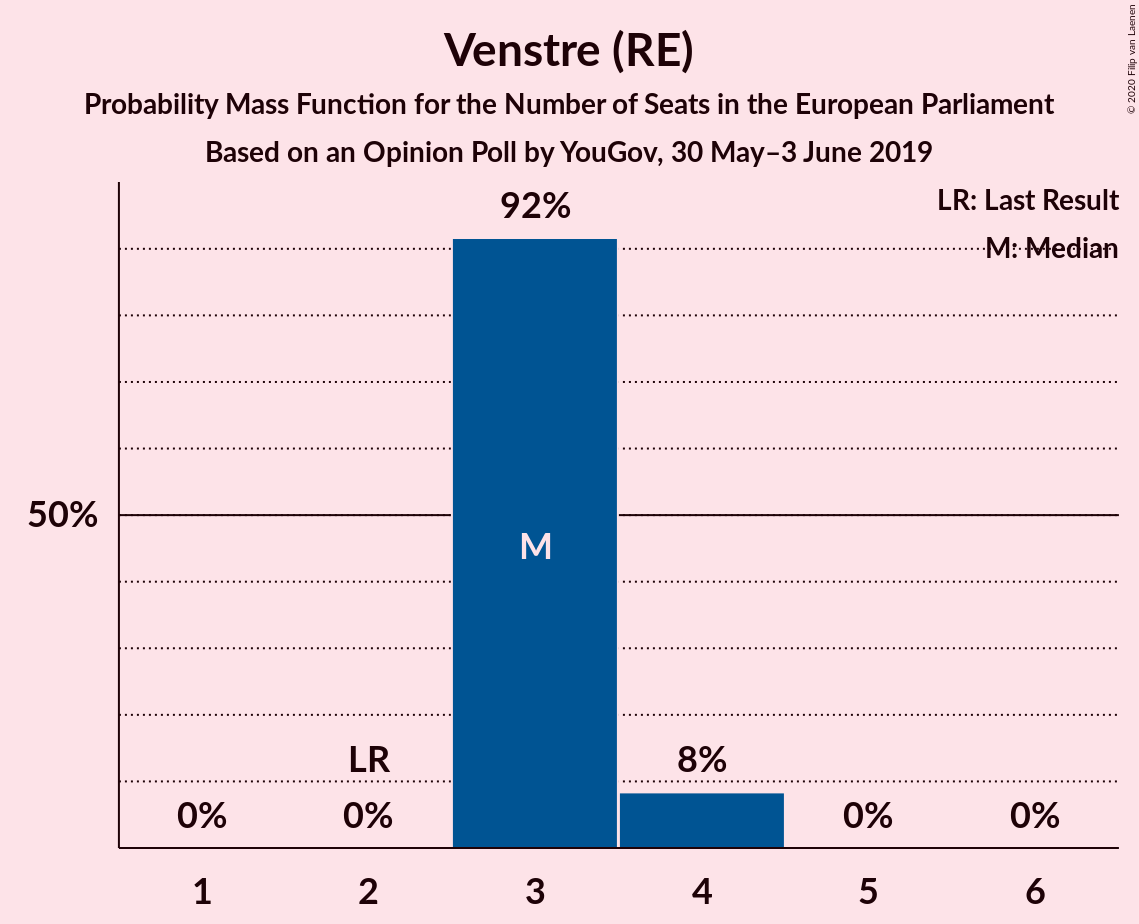 Venstre (RE)
Probability Mass Function for the Number of Seats in the European Parliament
Based on an Opinion Poll by YouGov, 30 May–3 June 2019
© 2020 Filip van Laenen
LR: Last Result
M: Median
92%
50%
M
LR
8%
0%
0%
0%
0%
1
2
3
4
5
6